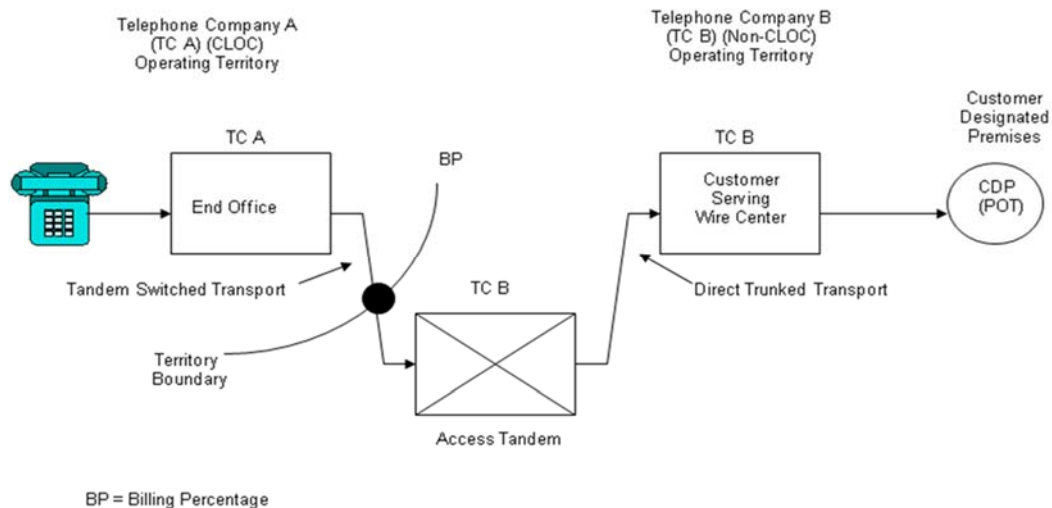 Telephone Company A
(TC A) (CLOC)
Operating Territory
Telephone Company B
(TC B) (Non-CLOC)
Operating Territory
Customer
Designated
Premises
TC A
BP
TC B
End Office
Customer
Serving
Wire Center
CDP
(POT)
Tandem Switched Transport
TC B
Direct Trunked Transport
Territory
Boundary
Access Tandem
BP = Billing Percentage